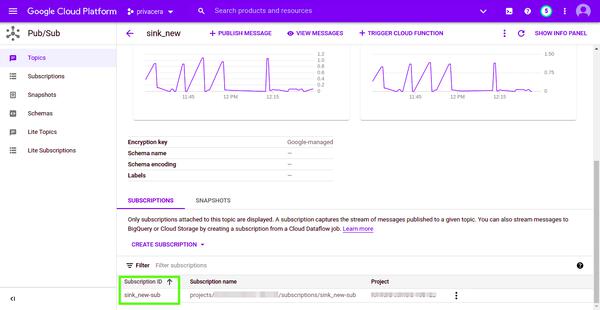 Google Cloud Platform
privacera
Search products and resources
5
Pub/Sub
sink_new
PUBLISH MESSAGE
VIEW MESSAGES
TRIGGER CLOUD FUNCTION
SHOW INFO PANEL
Topics
Subscriptions
Snapshots
Schemas
Lite Topics
Lite Subscriptions
1.2
1.0
0.8
0.6
0.4
0.2
0
11:45
12 PM
12:15
1.50
0.75
0
11:45
12 PM
12:15
Encryption key Google-managed
Schema name —
Schema encoding —
Labels —
SUBSCRIPTIONS
SNAPSHOTS
Only subscriptions attached to this topic are displayed. A subscription captures the stream of messages published to a given topic. You can also stream messages to
BigQuery or Cloud Storage by creating a subscription from a Cloud Dataflow job. Learn more
CREATE SUBSCRIPTION
Filter Filter subscriptions
Subscription ID Subscription name Project
sink_new-sub projects/ /subscriptions/sink_new-sub